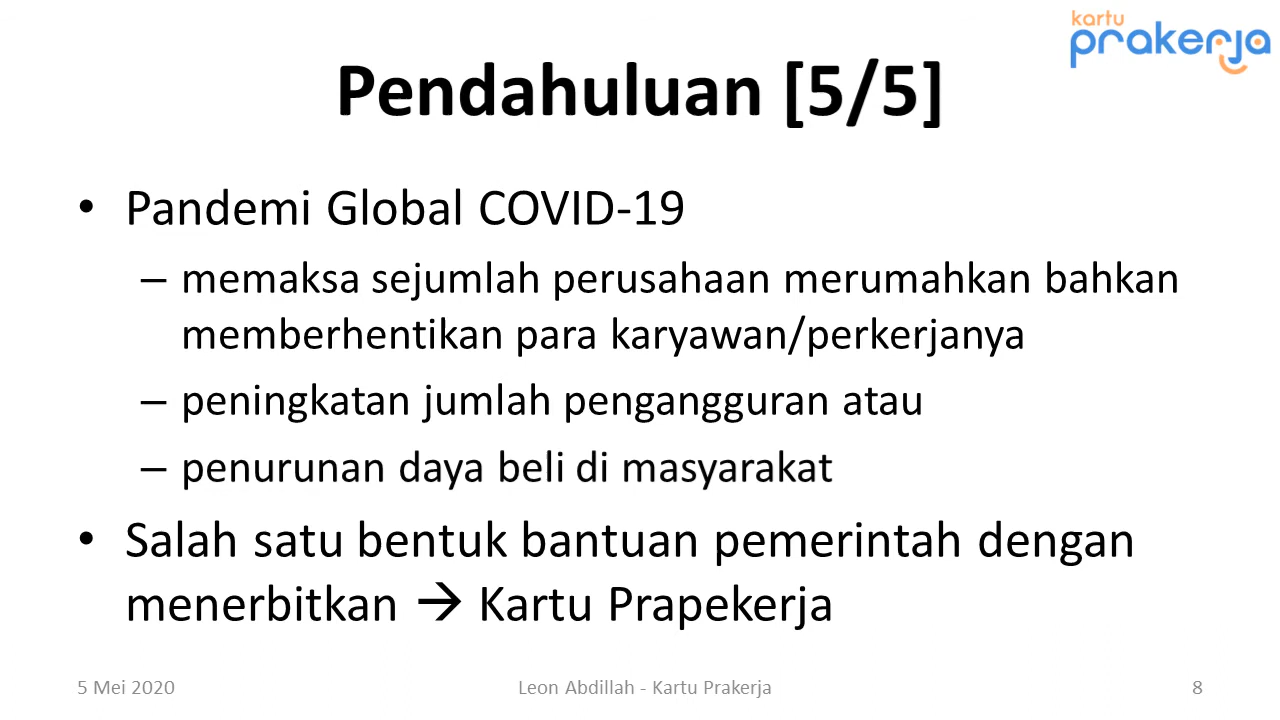 kartu
prakerja
Pendahuluan [5/5]
• Pandemi Global COVID-19
– memaksa sejumlah perusahaan merumahkan bahkan
memberhentikan para karyawan/perkerjanya
– peningkatan jumlah pengangguran atau
– penurunan daya beli di masyarakat
• Salah satu bentuk bantuan pemerintah dengan
menerbitkan → Kartu Prapekerja
5 Mei 2020
Leon Abdillah - Kartu Prakerja
8